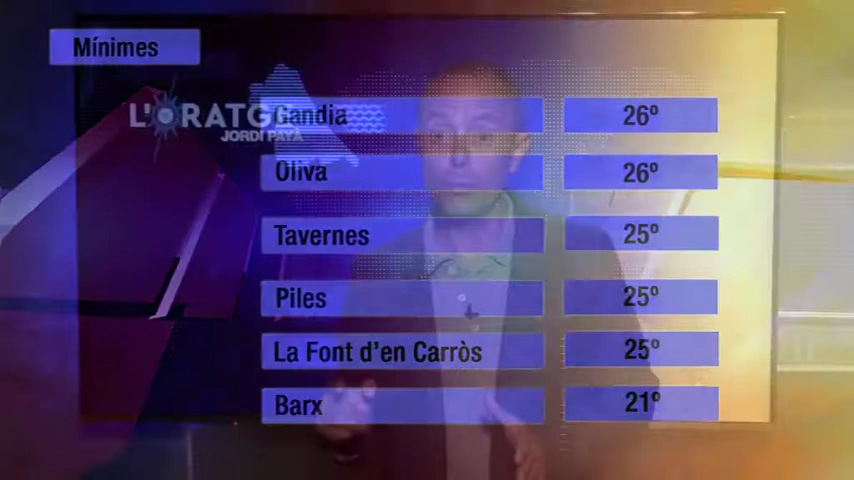 Mínimes
L'ORATGE
JORDI PAYÀ
Gandia 26º
Oliva 26º
Tavernes 25º
Piles 25º
La Font d'en Carròs 25º
Barx 21º